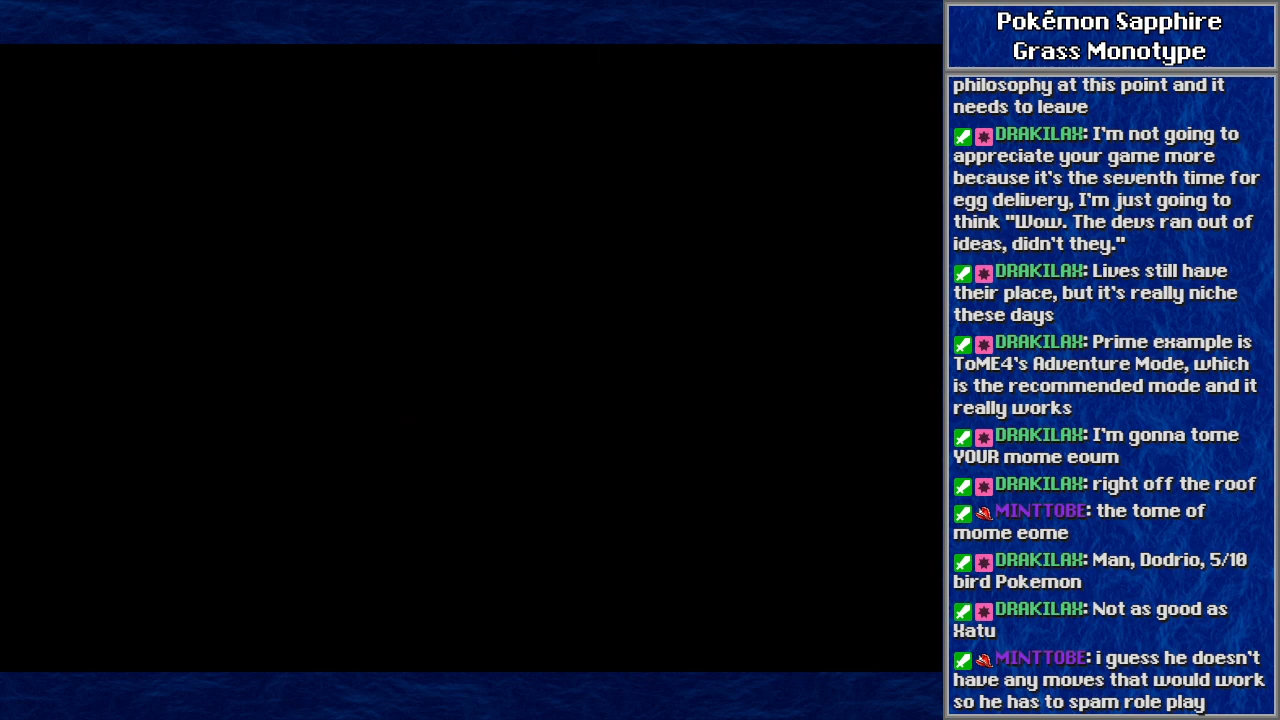 Pokémon Sapphire
Grass Monotype
philosophy at this point and it
needs to leave
DRAKILAX: I'm not going to
appreciate your game more
because it's the seventh time for
egg delivery, I'm just going to
think "Wow. The devs ran out of
ideas, didn't they."
DRAKILAX: Lives still have
their place, but it's really niche
these days
DRAKILAX: Prime example is
ToME4's Adventure Mode, which
is the recommended mode and it
really works
DRAKILAX: I'm gonna tome
YOUR mome eoum
DRAKILAX: right off the roof
MINTTOBE: the tome of
mome eome
DRAKILAX: Man, Dodrio, 5/10
bird Pokemon
DRAKILAX: Not as good as
Xatu
MINTTOBE: i guess he doesn't
have any moves that would work
so he has to spam role play